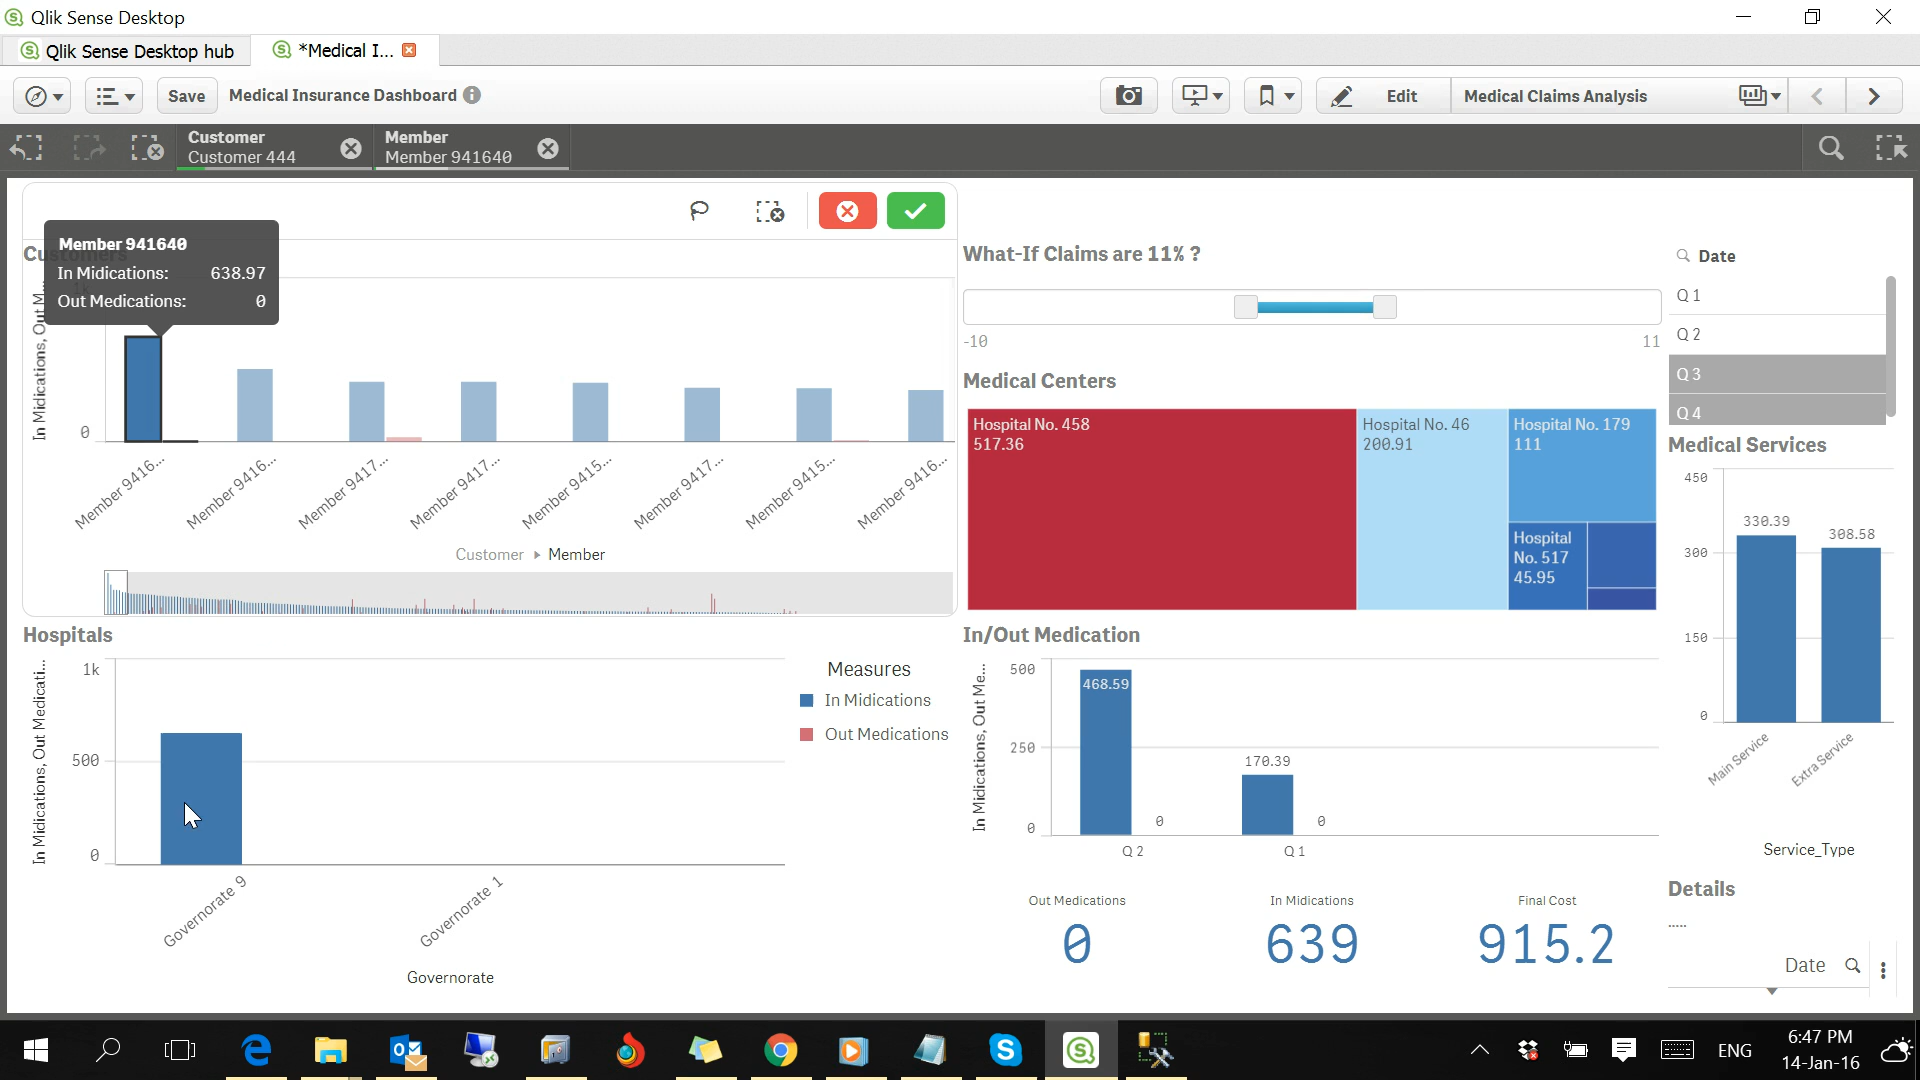 Qlik Sense Desktop
Qlik Sense Desktop hub
*Medical I...
Save
Medical Insurance Dashboard
Edit
Medical Claims Analysis
Customer
Customer 444
Member
Member 941640
Member 941640
In Midications: 638.97
Out Medications: 0
In Midications, Out M...
0
Member 9416...
Member 9416...
Member 9417...
Member 9417...
Member 9415...
Member 9417...
Member 9415...
Member 9416...
Customer Member
What-If Claims are 11% ?
-10
11
Medical Centers
Hospital No. 458
517.36
Hospital No. 46
200.91
Hospital No. 179
111
Hospital
No. 517
45.95
Date
Q 1
Q 2
Q 3
Q 4
Medical Services
450
300
150
0
330.39
308.58
Main Service
Extra Service
Service_Type
Hospitals
In Midications, Out Medicati...
1k
500
0
Governorate 9
Governorate 1
Governorate
Measures
In Midications
Out Medications
In/Out Medication
In Midications, Out Me...
500
250
0
468.59
0
170.39
0
Q 2
Q 1
Out Medications
0
In Midications
639
Final Cost
915.2
Details
.....
Date
ENG
6:47 PM
14-Jan-16